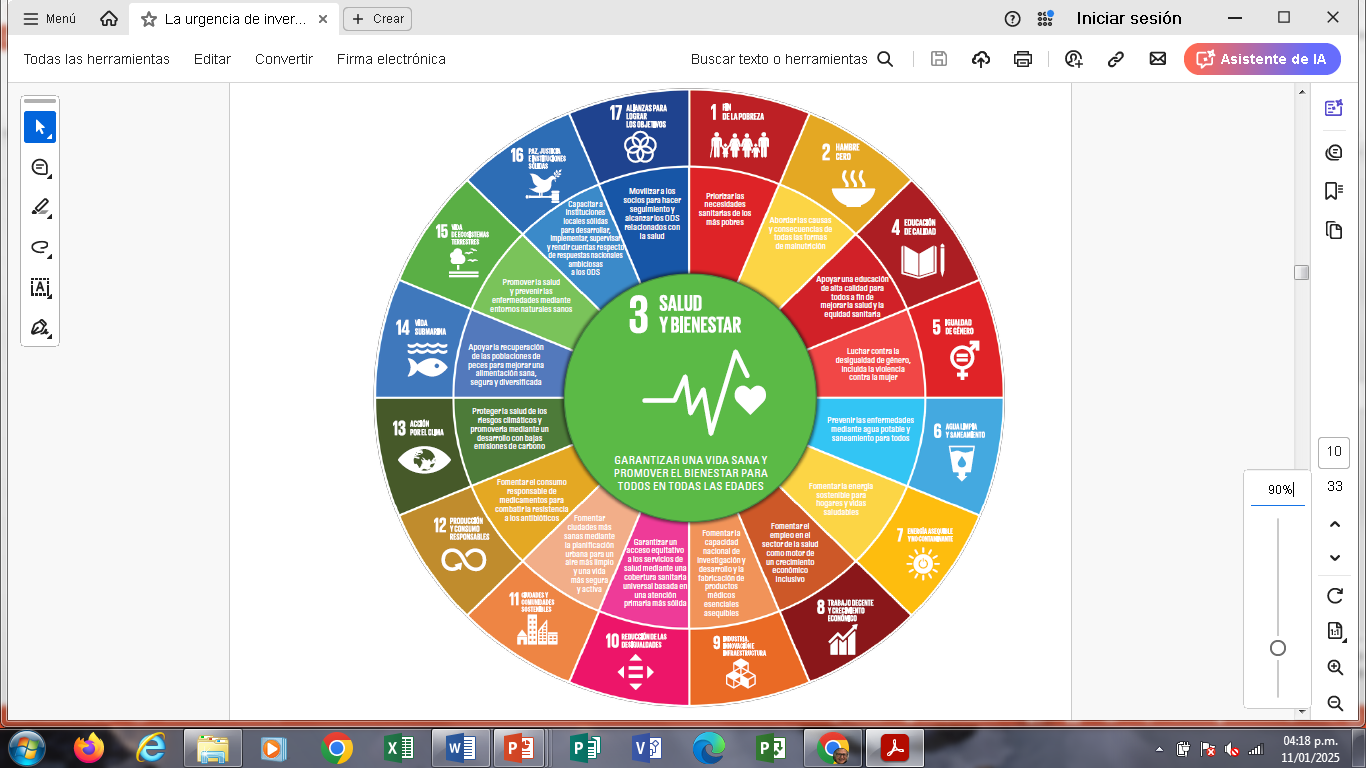 Menú
La urgencia de inver...
Crear
Iniciar sesión
Todas las herramientas
Editar
Convertir
Firma electrónica
Buscar texto o herramientas
Asistente de IA
17 ALIANZAS PARA
LOGRAR
LOS OBJETIVOS
Movilizar a los
socios para hacer
seguimiento y
alcanzar los ODS
relacionados con
la salud
1 FIN
DE LA POBREZA
Priorizar las
necesidades
sanitarias de los
más pobres
2 HAMBRE
CERO
Abordar las causas
y consecuencias de
todas las formas
de malnutrición
4 EDUCACIÓN
DE CALIDAD
Apoyar una educación
de alta calidad para
todos a fin de
mejorar la salud y la
equidad sanitaria
5 IGUALDAD
DE GÉNERO
Luchar contra la
desigualdad de género,
incluida la violencia
contra la mujer
6 AGUA LIMPIA
Y SANEAMIENTO
Prevenir las enfermedades
mediante agua potable y
saneamiento para todos
7 ENERGÍA ASEQUIBLE
Y NO CONTAMINANTE
Fomentar la energía
sostenible para
hogares y vidas
saludables
8 TRABAJO DECENTE
Y CRECIMIENTO
ECONÓMICO
Fomentar el
empleo en el
sector de la salud
como motor de
un crecimiento
económico
inclusivo
9 INDUSTRIA,
INNOVACIÓN E
INFRAESTRUCTURA
Fomentar la
capacidad
nacional de
investigación y
desarrollo y la
fabricación de
productos
médicos
esenciales
asequibles
10 REDUCCIÓN DE LAS
DESIGUALDADES
Garantizar un
acceso equitativo
a los servicios de
salud mediante una
cobertura sanitaria
universal basada en
una atención
primaria más sólida
11 CIUDADES Y
COMUNIDADES
SOSTENIBLES
Fomentar
ciudades más
sanas mediante
la planificación
urbana para un
aire más limpio
y una vida
más segura
y activa
12 PRODUCCIÓN
Y CONSUMO
RESPONSABLES
Fomentar el consumo
responsable de
medicamentos para
combatir la resistencia
a los antibióticos
13 ACCIÓN
POR EL CLIMA
Proteger la salud de los
riesgos climáticos y
promoverla mediante un
desarrollo con bajas
emisiones de carbono
14 VIDA
SUBMARINA
Apoyar la recuperación
de las poblaciones de
peces para mejorar una
alimentación sana,
segura y diversificada
15 VIDA
DE ECOSISTEMAS
TERRESTRES
Promover la salud
y prevenir las
enfermedades mediante
entornos naturales sanos
16 PAZ, JUSTICIA
E INSTITUCIONES
SÓLIDAS
Capacitar a
instituciones
locales sólidas
para desarrollar,
implementar, supervisar
y rendir cuentas respecto
de respuestas nacionales
ambiciosas
a los ODS
3 SALUD
Y BIENESTAR
GARANTIZAR UNA VIDA SANA Y
PROMOVER EL BIENESTAR PARA
TODOS EN TODAS LAS EDADES
10
33
90%
1:1
04:18 p.m.
11/01/2025